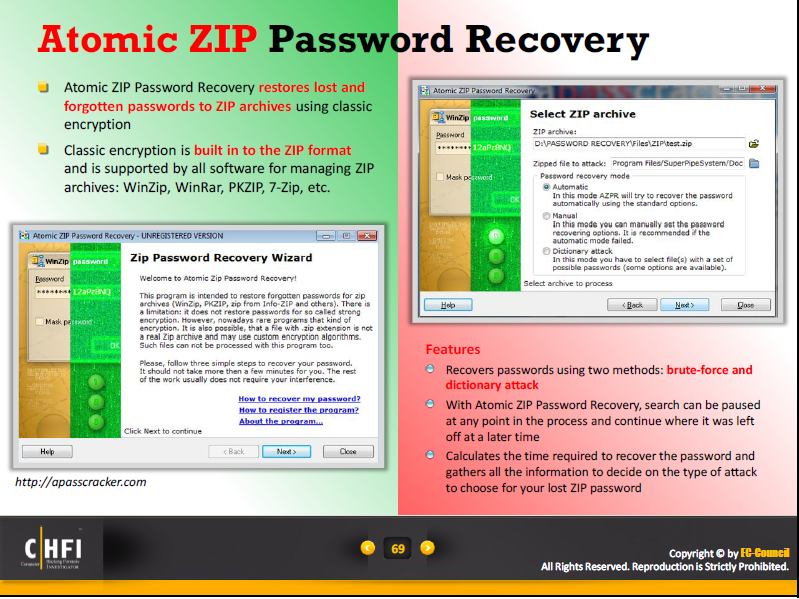 Atomic ZIP Password Recovery
Atomic ZIP Password Recovery restores lost and
forgotten passwords to ZIP archives using classic
encryption
Classic encryption is built in to the ZIP format
and is supported by all software for managing ZIP
archives: WinZip, WinRar, PKZIP, 7-Zip, etc.
Atomic ZIP Password Recovery - UNREGISTERED VERSION
WinZip password
Password
******* 12aPzBNQ
Mask password
OK
Zip Password Recovery Wizard
Welcome to Atomic Zip Password Recovery!
This program is intended to restore forgotten passwords for zip
archives (WinZip, PKZIP, zip from Info-ZIP and others). There is
a limitation: it does not restore passwords for so called strong
encryption. However, nowadays rare programs that kind of
encryption. It is also possible, that a file with .zip extension is not
a real Zip archive and may use custom encryption algorithms.
Such files can not be processed with this program too.
Please, follow three simple steps to recover your password.
It should not take more then a few minutes for you. The rest
of the work usually does not require your interference.
How to recover my password?
How to register the program?
About the program...
Click Next to continue
Help
< Back
Next >
Close
http://apasscracker.com
Atomic ZIP Password Recovery
WinZip password
Password
******* 12aPzBNQ
Mask password
OK
Select ZIP archive
ZIP archive:
D:\PASSWORD RECOVERY\Files\ZIP\test.zip
Zipped file to attack: Program Files/SuperPipeSystem/Doc
Password recovery mode
Automatic
In this mode AZPR will try to recover the password
automatically using the standard options.
Manual
In this mode you can manually set the password
recovering options. It is recommended if the
automatic mode failed.
Dictionary attack
In this mode you have to select file(s) with a set of
possible passwords (some options are available).
Select archive to process
Help
< Back
Next >
Close
Features
Recovers passwords using two methods: brute-force and
dictionary attack
With Atomic ZIP Password Recovery, search can be paused
at any point in the process and continue where it was left
off at a later time
Calculates the time required to recover the password and
gathers all the information to decide on the type of attack
to choose for your lost ZIP password
CHFI
Computer Hacking Forensic
INVESTIGATOR
69
Copyright © by EC-Council
All Rights Reserved. Reproduction is Strictly Prohibited.